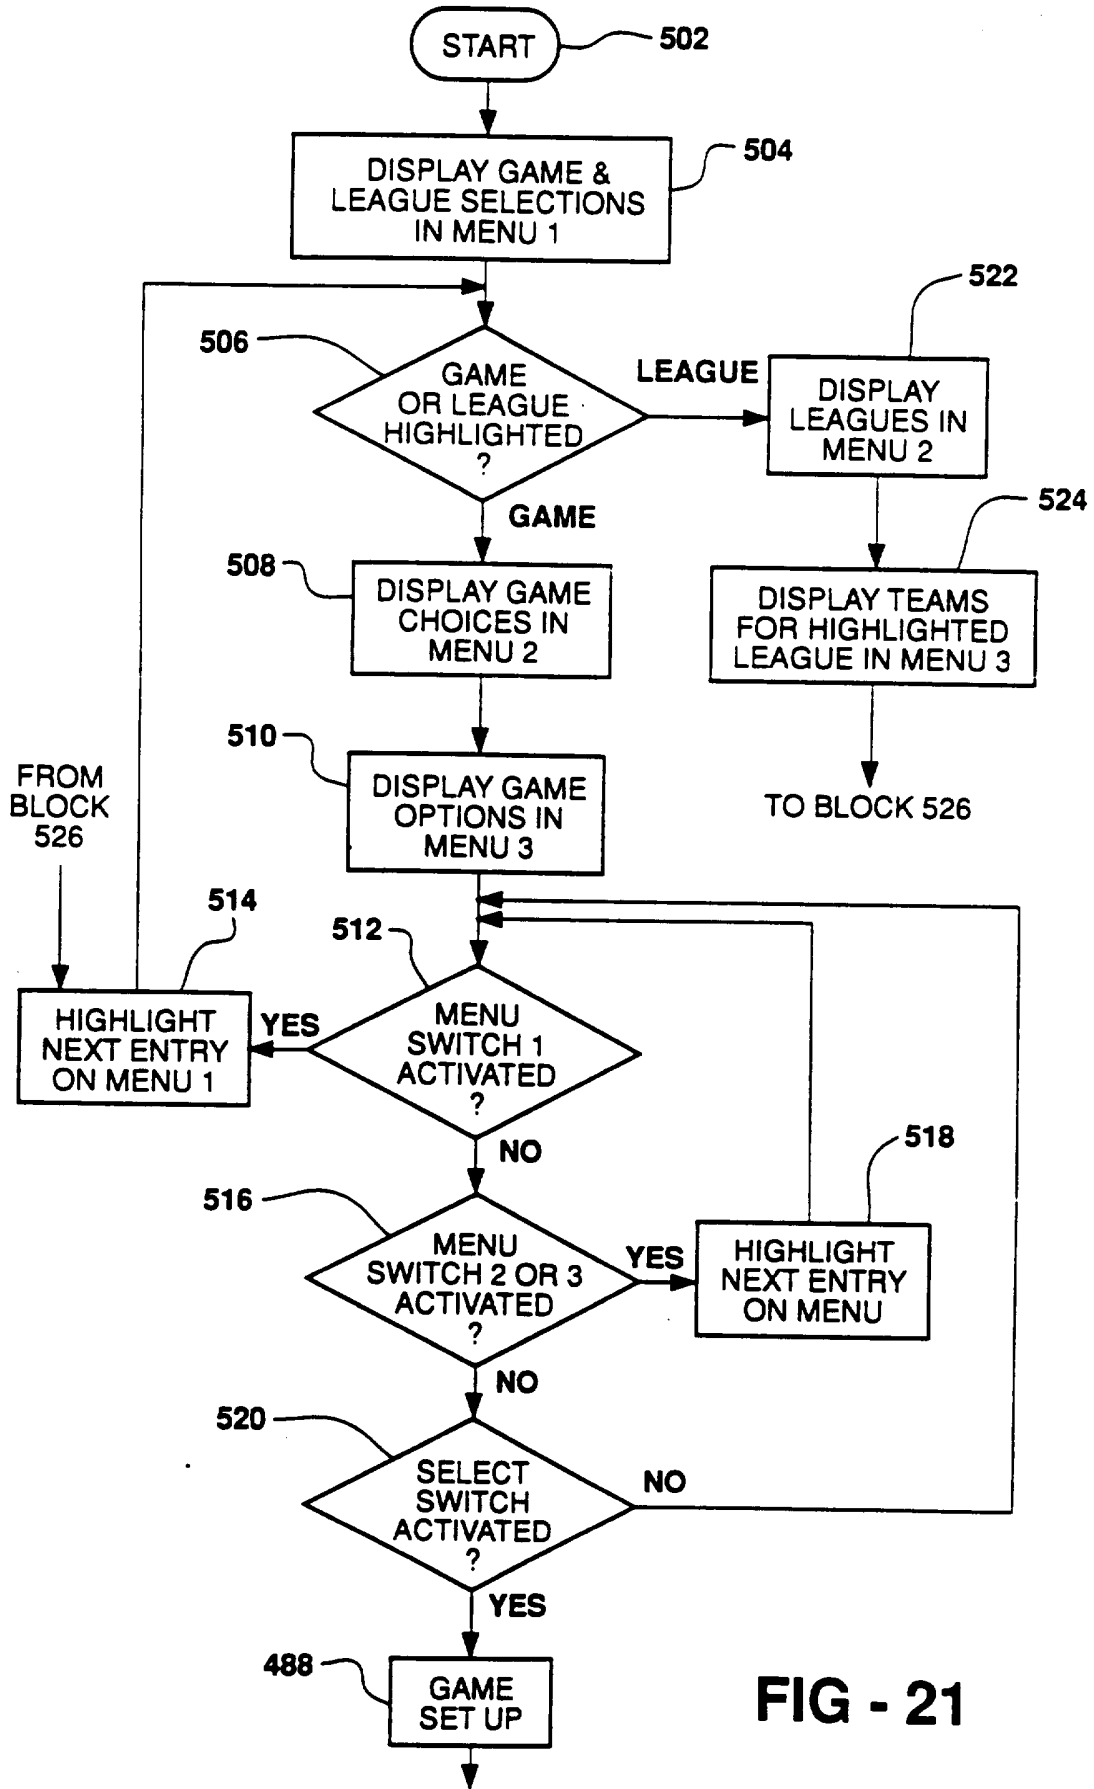 START
502
DISPLAY GAME &
LEAGUE SELECTIONS
IN MENU 1
504
506
GAME
OR LEAGUE
HIGHLIGHTED
?
LEAGUE
522
DISPLAY
LEAGUES IN
MENU 2
GAME
524
508
DISPLAY GAME
CHOICES IN
MENU 2
DISPLAY TEAMS
FOR HIGHLIGHTED
LEAGUE IN MENU 3
510
DISPLAY GAME
OPTIONS IN
MENU 3
TO BLOCK 526
FROM
BLOCK
526
514
512
HIGHLIGHT
NEXT ENTRY
ON MENU 1
YES
MENU
SWITCH 1
ACTIVATED
?
NO
518
516
MENU
SWITCH 2 OR 3
ACTIVATED
?
YES
HIGHLIGHT
NEXT ENTRY
ON MENU
NO
520
SELECT
SWITCH
ACTIVATED
?
NO
YES
488
GAME
SET UP
FIG - 21